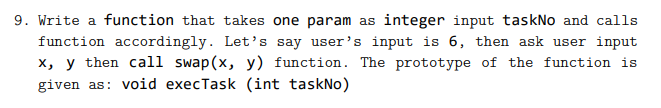 9. Write a function that takes one param as integer input taskNo and calls
function accordingly. Let's say user's input is 6, then ask user input
x, y then call swap(x, y) function. The prototype of the function is
given as: void execTask (int taskNo)